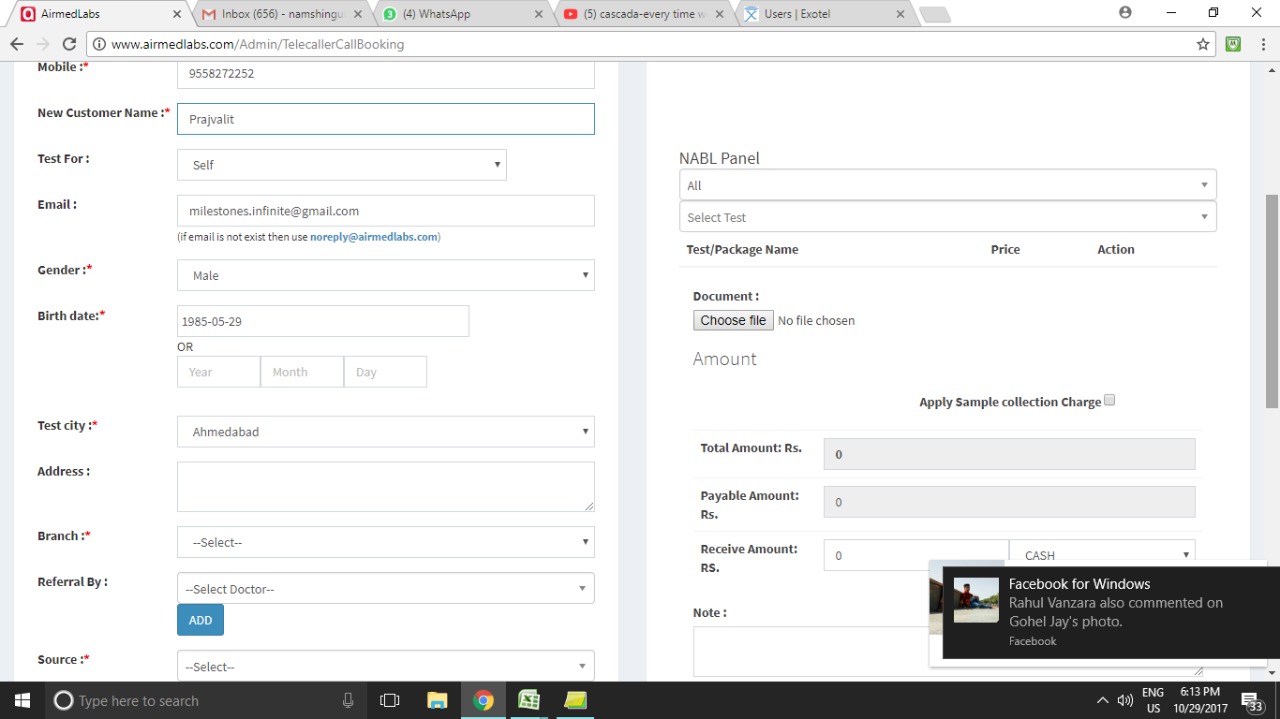 AirmedLabs
Inbox (656) - namshingu
3
(4) WhatsApp
(5) cascada-every time w
Users | Exotel
www.airmedlabs.com/Admin/TelecallerCallBooking
Mobile :*
9558272252
New Customer Name :*
Prajvalit
Test For :
Self
Email :
milestones.infinite@gmail.com
(if email is not exist then use noreply@airmedlabs.com)
Gender :*
Male
Birth date:*
1985-05-29
OR
Year Month Day
Test city :*
Ahmedabad
Address :
Branch :*
--Select--
Referral By :
--Select Doctor--
ADD
Source :*
--Select--
NABL Panel
All
Select Test
Test/Package Name Price Action
Document :
Choose file No file chosen
Amount
Apply Sample collection Charge
Total Amount: Rs.
0
Payable Amount:
Rs.
0
Receive Amount:
RS.
0
CASH
Note :
Facebook for Windows
Rahul Vanzara also commented on
Gohel Jay's photo.
Facebook
Type here to search
ENG
US
6:13 PM
10/29/2017
33